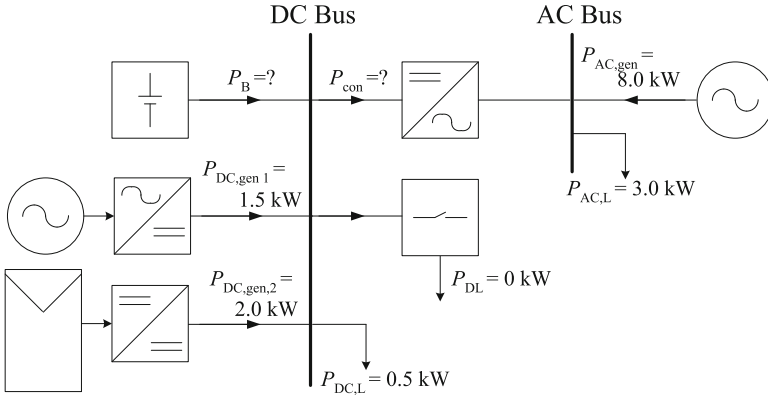 DC Bus
AC Bus
P_B =?
P_con =?
P_AC,gen =
8.0 kW
P_DC,gen 1 =
1.5 kW
P_AC,L = 3.0 kW
P_DC,gen,2 =
2.0 kW
P_DL = 0 kW
P_DC,L = 0.5 kW